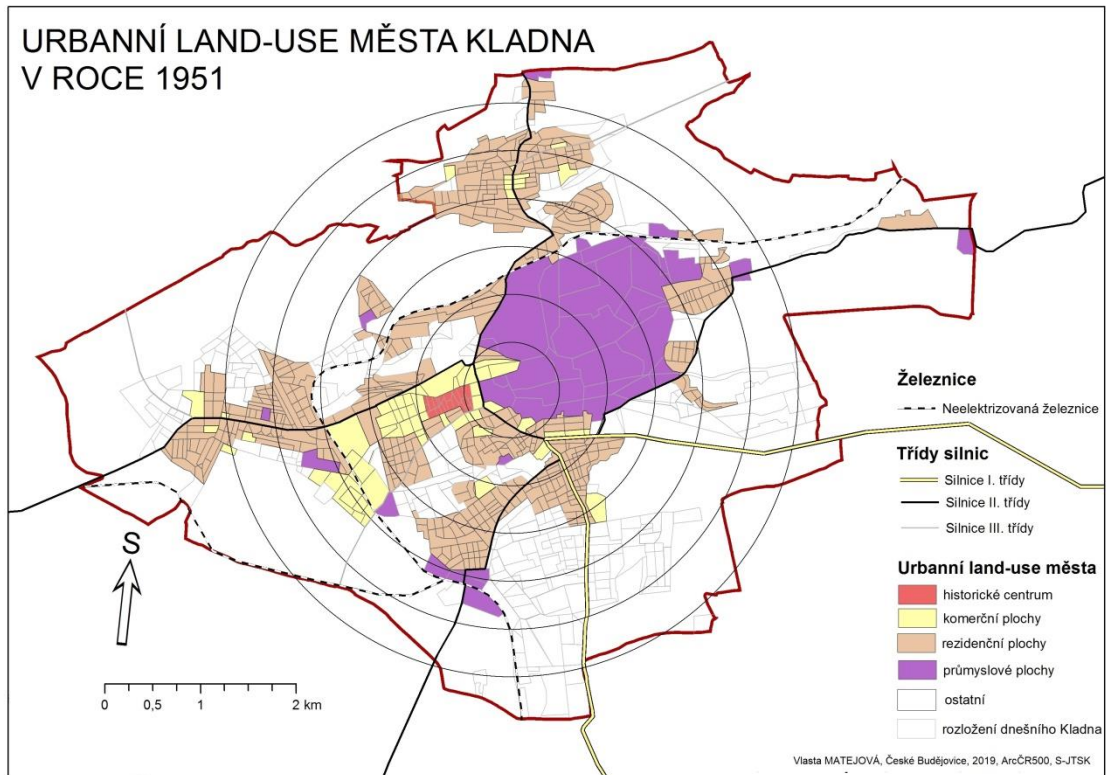 URBANNÍ LAND-USE MĚSTA KLADNA
V ROCE 1951
S
0 0,5 1 2 km
Železnice
Neelektrizovaná železnice
Třídy silnic
Silnice I. třídy
Silnice II. třídy
Silnice III. třídy
Urbanní land-use města
historické centrum
komerční plochy
rezidenční plochy
průmyslové plochy
ostatní
rozložení dnešního Kladna
Vlasta MATEJOVÁ, České Budějovice, 2019, ArcČR500, S-JTSK